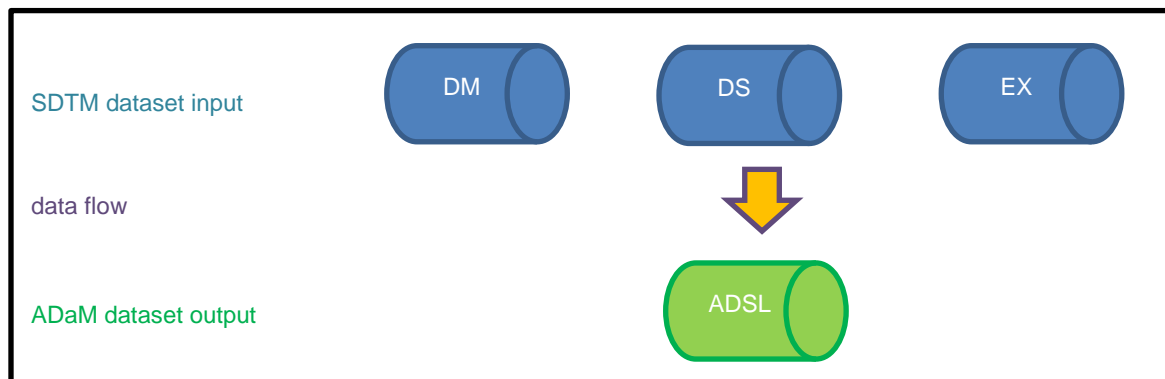 DM
DS
EX
SDTM dataset input
data flow
ADSL
ADaM dataset output